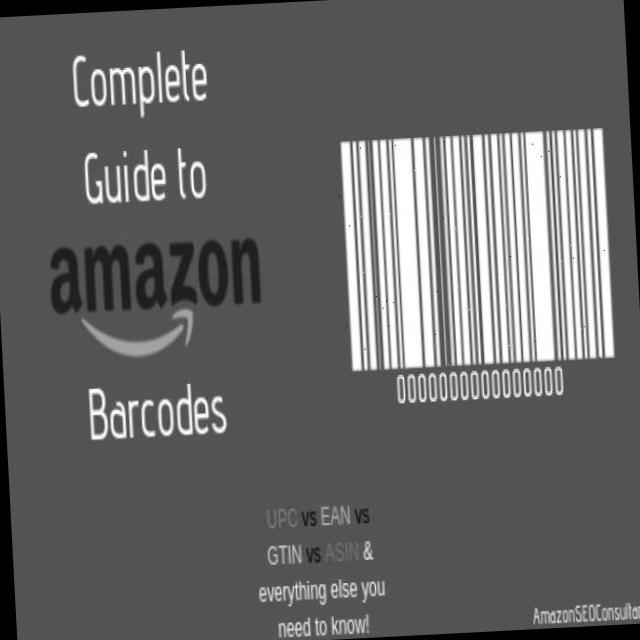 Complete
Guide to
amazon
Barcodes
0000000000000000
UPC vs EAN vs
GTIN vs ASIN &
everything else you
need to know!
AmazonSEOConsultan